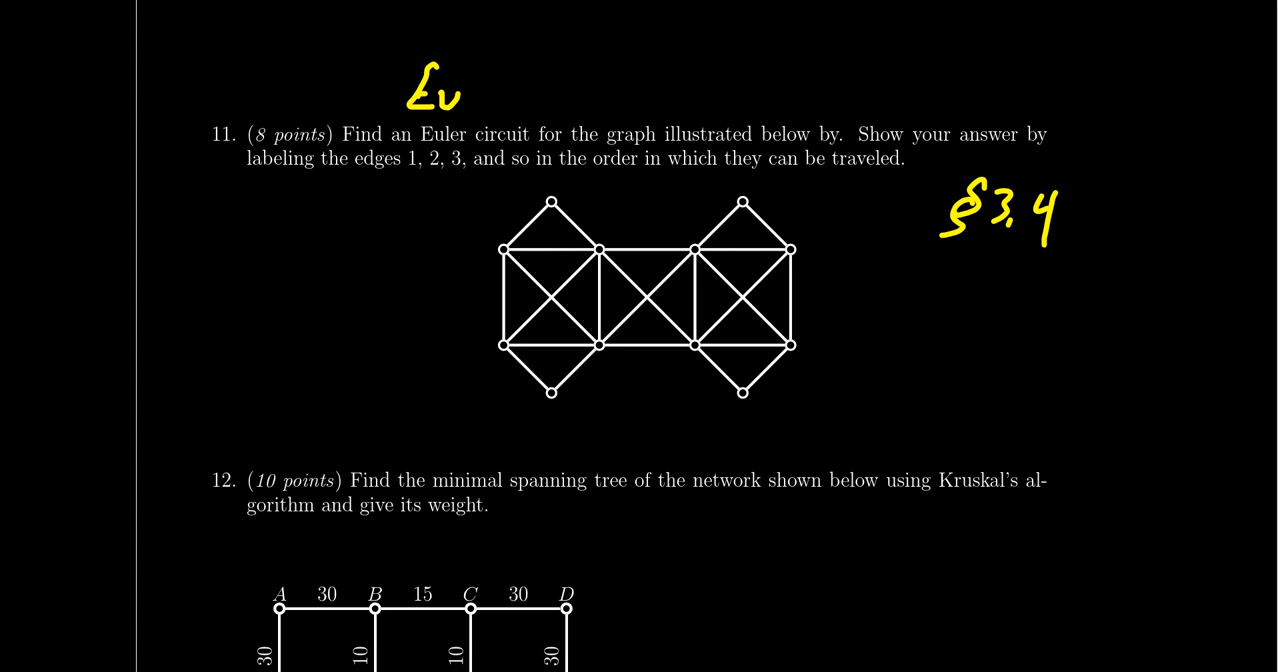 Eu
11. (8 points) Find an Euler circuit for the graph illustrated below by. Show your answer by
labeling the edges 1, 2, 3, and so in the order in which they can be traveled.
§3.4
12. (10 points) Find the minimal spanning tree of the network shown below using Kruskal's al-
gorithm and give its weight.
A 30 B 15 C 30 D
30 10 10 30